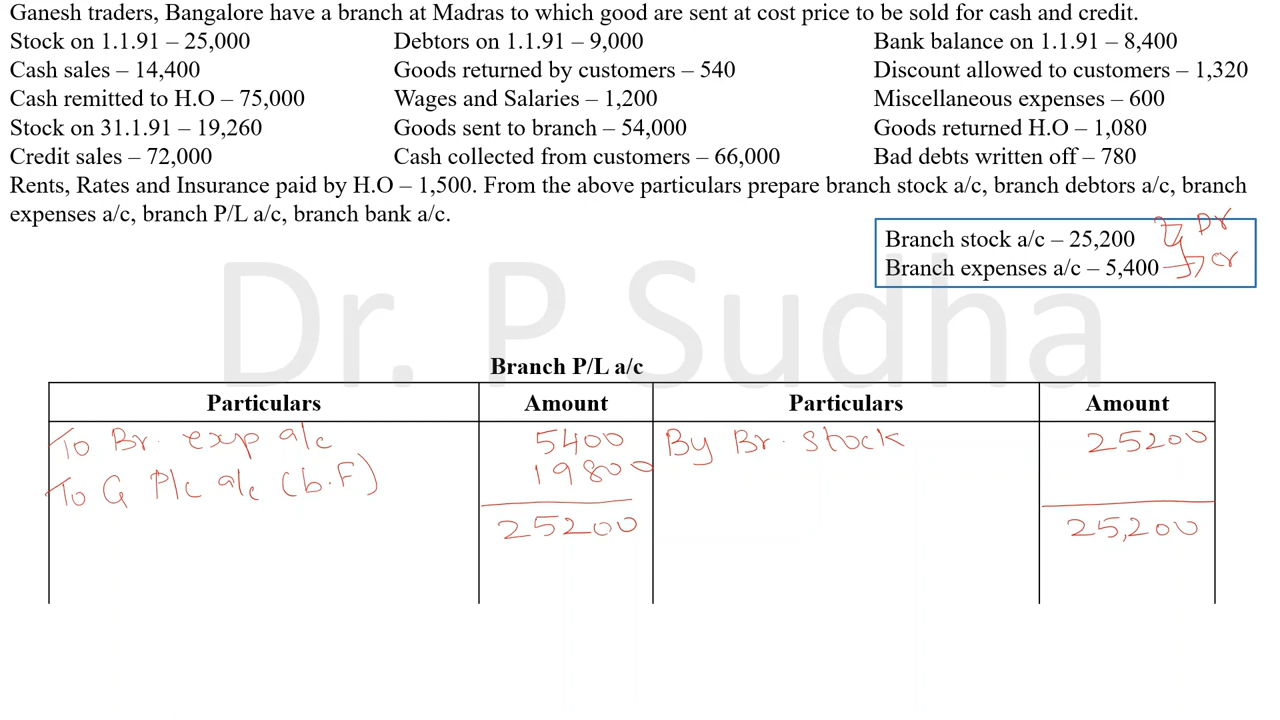 Ganesh traders, Bangalore have a branch at Madras to which good are sent at cost price to be sold for cash and credit.
Stock on 1.1.91 – 25,000 Debtors on 1.1.91 – 9,000 Bank balance on 1.1.91 – 8,400
Cash sales – 14,400 Goods returned by customers – 540 Discount allowed to customers – 1,320
Cash remitted to H.O – 75,000 Wages and Salaries – 1,200 Miscellaneous expenses – 600
Stock on 31.1.91 – 19,260 Goods sent to branch – 54,000 Goods returned H.O – 1,080
Credit sales – 72,000 Cash collected from customers – 66,000 Bad debts written off – 780
Rents, Rates and Insurance paid by H.O – 1,500. From the above particulars prepare branch stock a/c, branch debtors a/c, branch
expenses a/c, branch P/L a/c, branch bank a/c.
Branch stock a/c – 25,200 Dr
Branch expenses a/c – 5,400 Cr
Dr. P Sudha
Branch P/L a/c
Particulars Amount Particulars Amount
To Br. exp a/c 5400 By Br. stock 25200
To G P/L a/c (b.F) 19800
25200 25,200